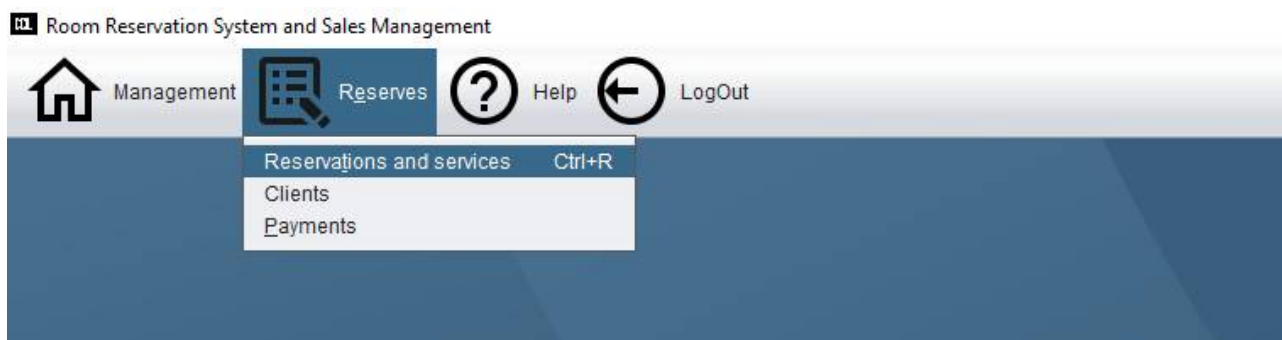 Room Reservation System and Sales Management
Management Reserves Help LogOut
Reservations and services Ctrl+R
Clients
Payments